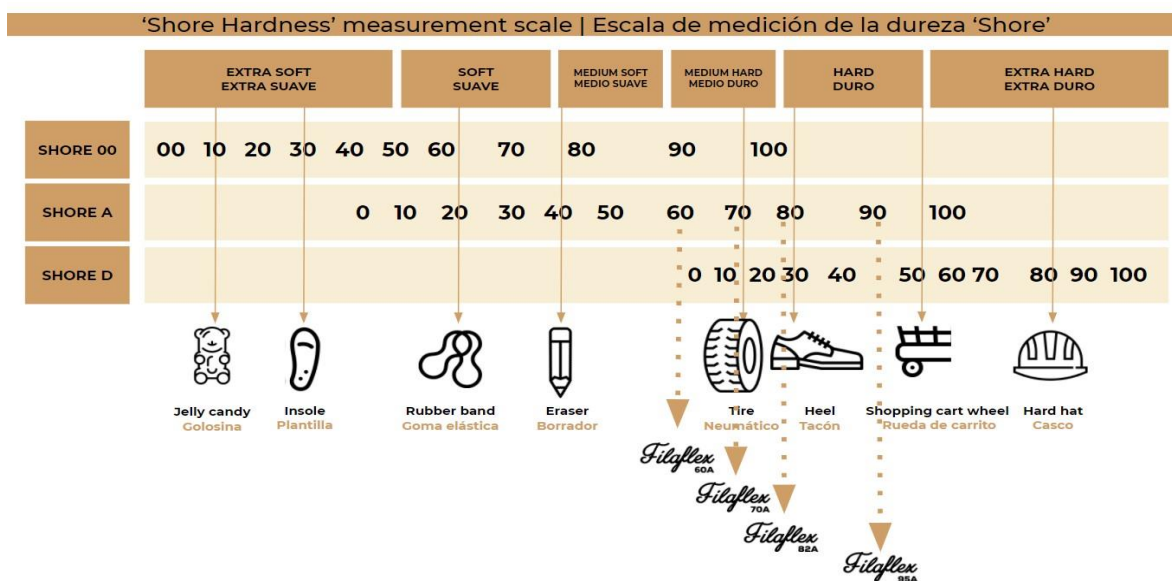 ‘Shore Hardness’ measurement scale | Escala de medición de la dureza ‘Shore’
EXTRA SOFT
EXTRA SUAVE
SOFT
SUAVE
MEDIUM SOFT
MEDIO SUAVE
MEDIUM HARD
MEDIO DURO
HARD
DURO
EXTRA HARD
EXTRA DURO
SHORE 00
00 10 20 30 40 50 60 70 80 90 100
SHORE A
0 10 20 30 40 50 60 70 80 90 100
SHORE D
0 10 20 30 40 50 60 70 80 90 100
Jelly candy
Golosina
Insole
Plantilla
Rubber band
Goma elástica
Eraser
Borrador
Tire
Neumático
Heel
Tacón
Shopping cart wheel
Rueda de carrito
Hard hat
Casco
Filaflex
60A
Filaflex
70A
Filaflex
82A
Filaflex
95A